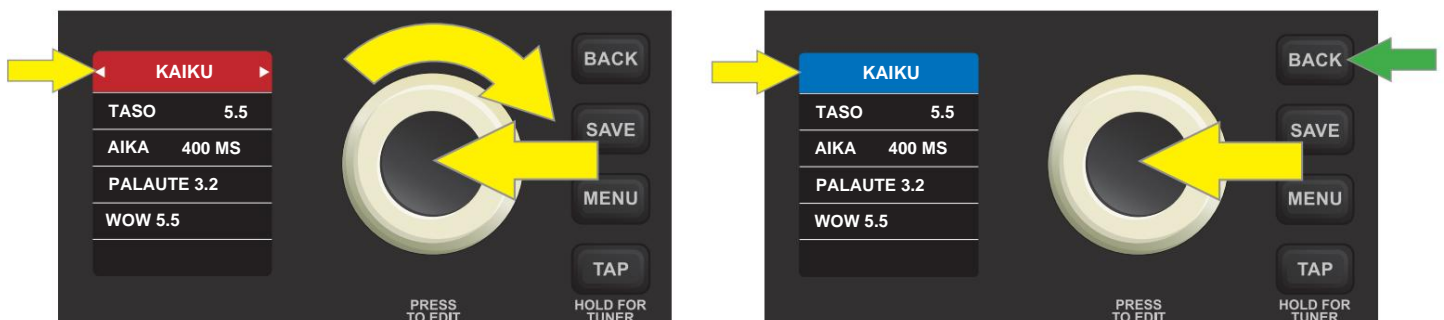 KAIKU
TASO 5.5
AIKA 400 MS
PALAUTE 3.2
WOW 5.5
BACK
SAVE
MENU
TAP
PRESS
TO EDIT
HOLD FOR
TUNER
KAIKU
TASO 5.5
AIKA 400 MS
PALAUTE 3.2
WOW 5.5
BACK
SAVE
MENU
TAP
PRESS
TO EDIT
HOLD FOR
TUNER